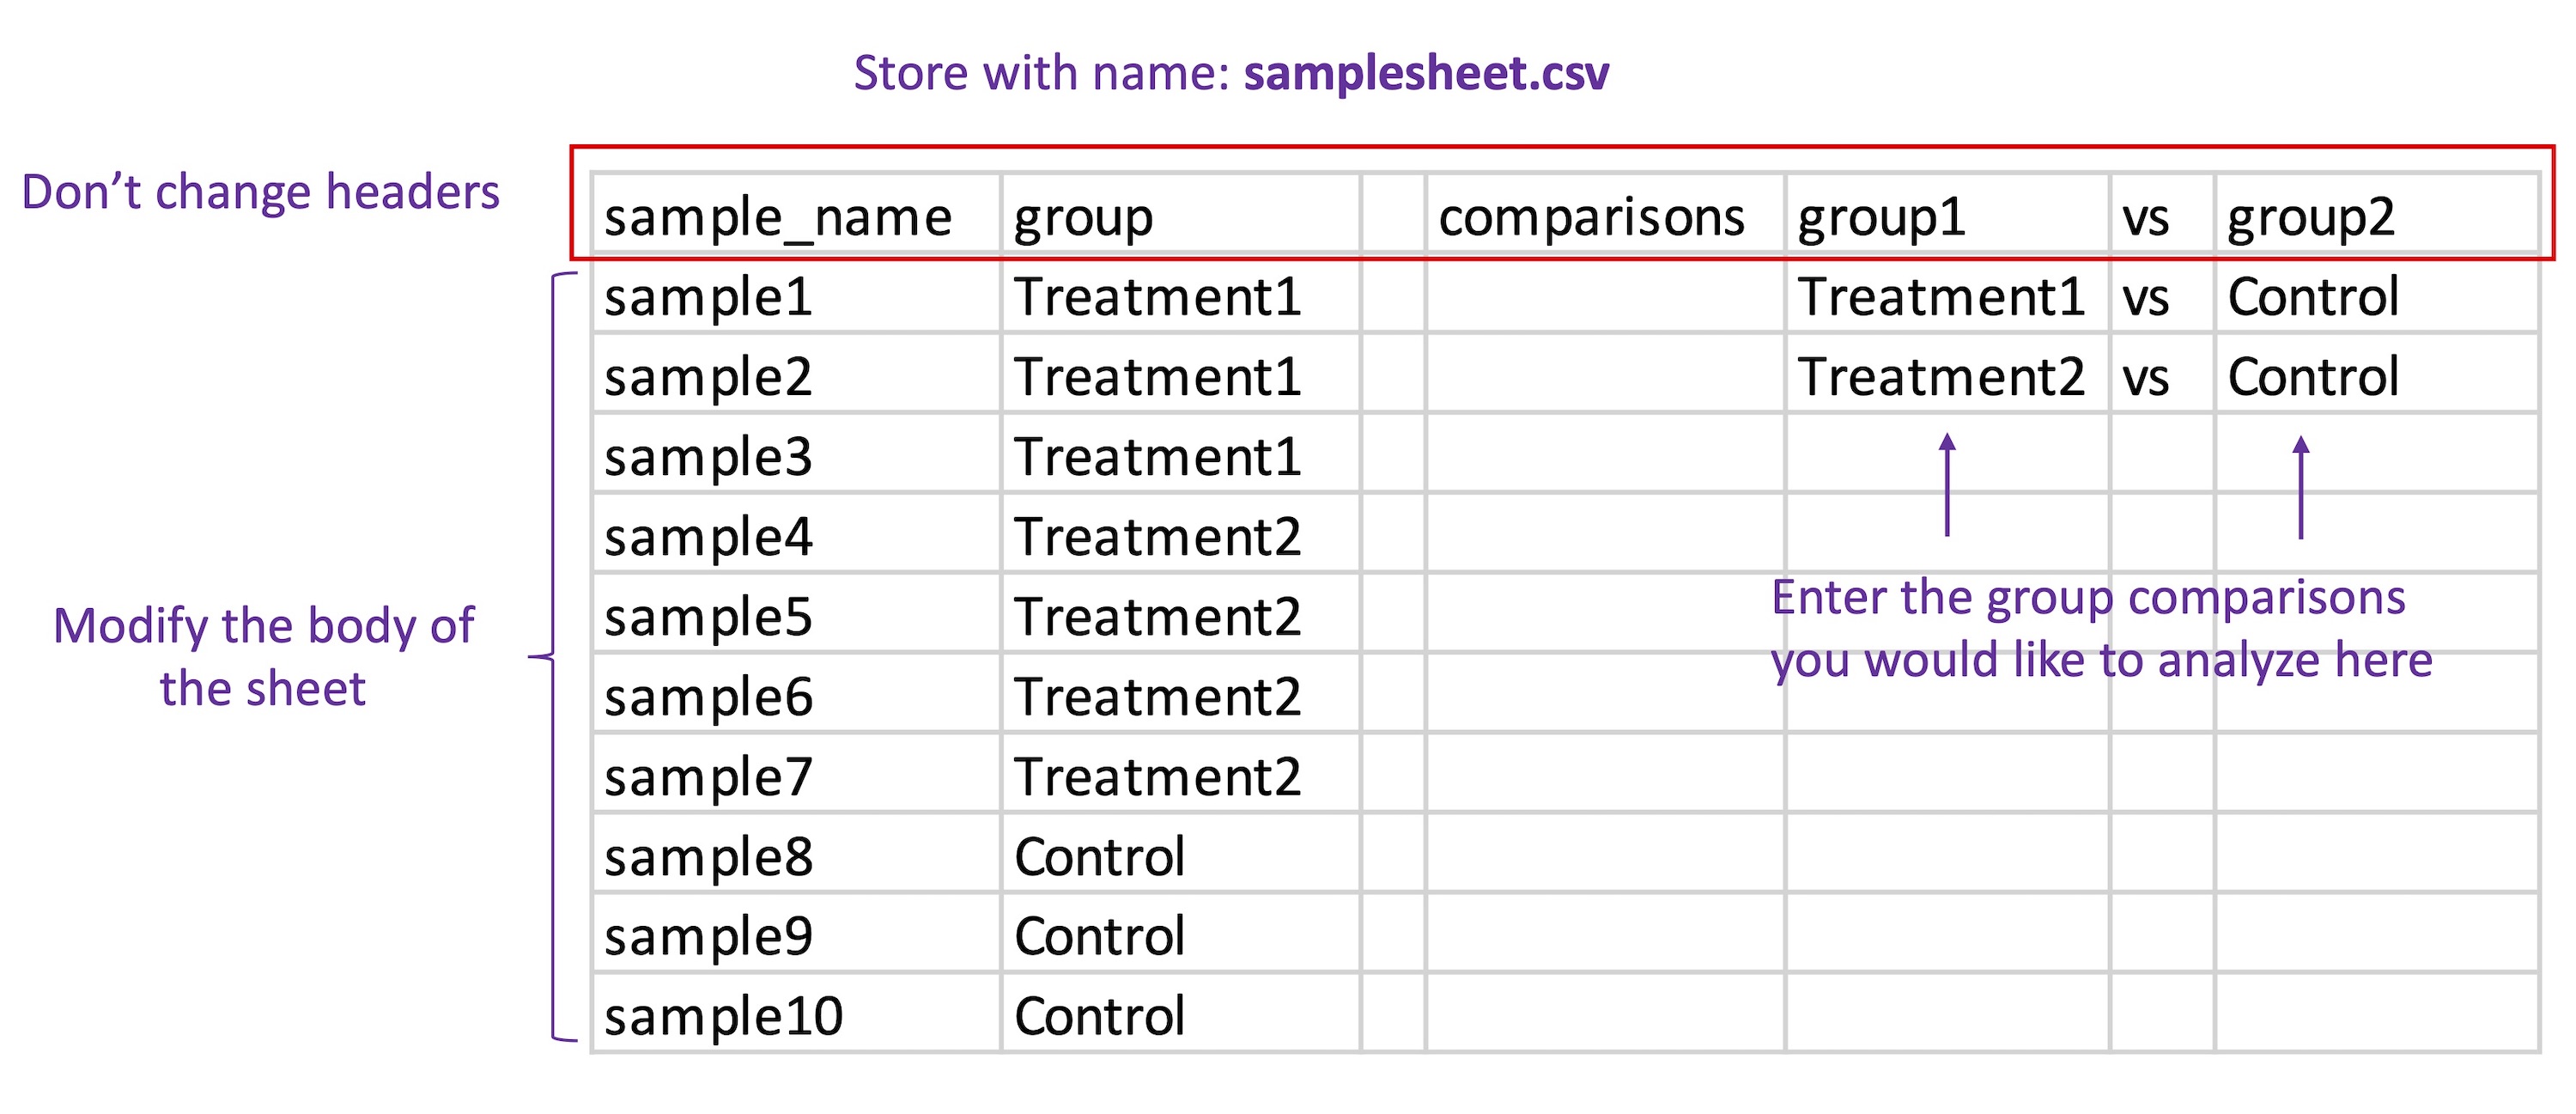 Store with name: samplesheet.csv
Don’t change headers
sample_name group comparisons group1 vs group2
sample1 Treatment1 Treatment1 vs Control
sample2 Treatment1 Treatment2 vs Control
sample3 Treatment1
sample4 Treatment2
sample5 Treatment2
sample6 Treatment2
sample7 Treatment2
sample8 Control
sample9 Control
sample10 Control
Modify the body of
the sheet
Enter the group comparisons
you would like to analyze here